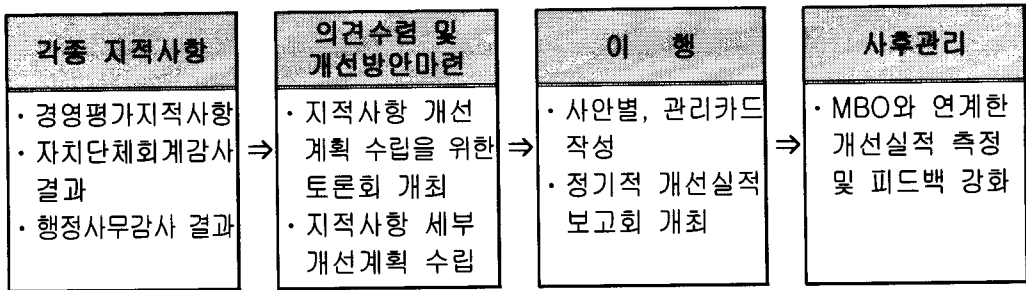 각종 지적사항
· 경영평가지적사항
· 자치단체회계감사
결과
· 행정사무감사 결과
⇒
의견수렴 및
개선방안마련
· 지적사항 개선
계획 수립을 위한
토론회 개최
· 지적사항 세부
개선계획 수립
⇒
이 행
· 사안별, 관리카드
작성
· 정기적 개선실적
보고회 개최
⇒
사후관리
· MBO와 연계한
개선실적 측정
및 피드백 강화